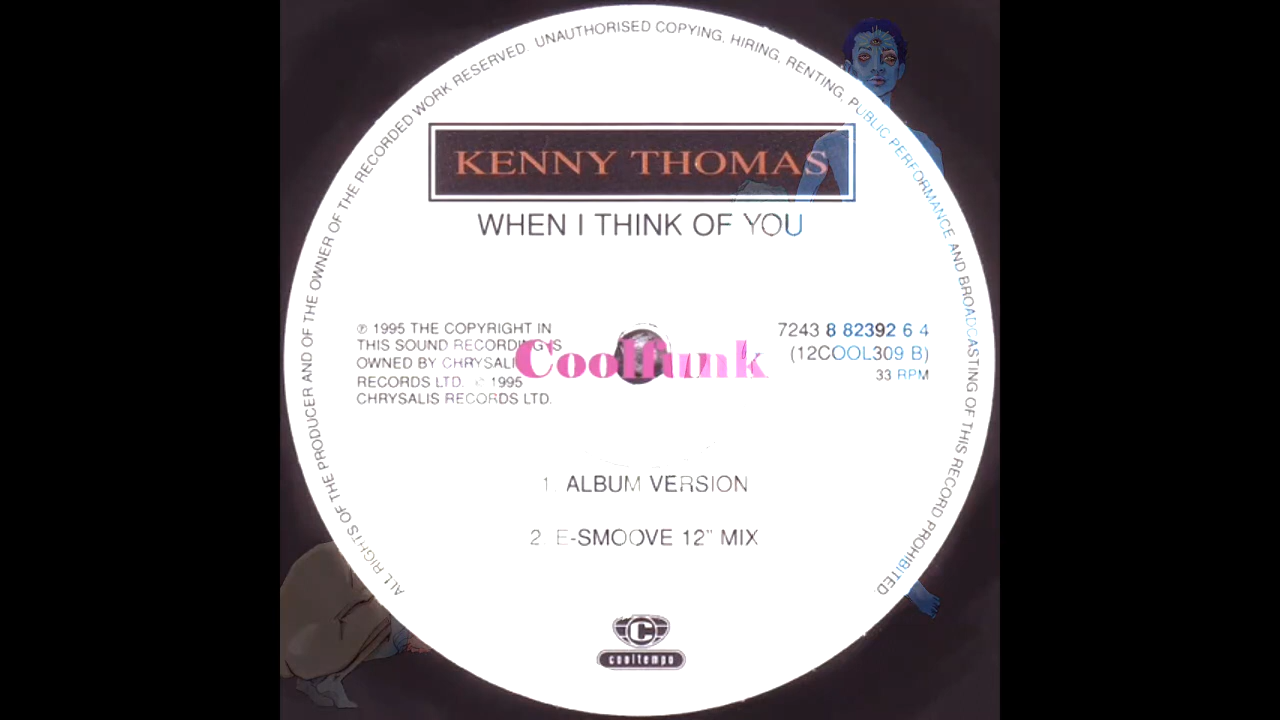 ALL RIGHTS OF THE PRODUCER AND OF THE OWNER OF THE RECORDED WORK RESERVED. UNAUTHORISED COPYING, HIRING, RENTING, PUBLIC PERFORMANCE AND BROADCASTING OF THIS RECORD PROHIBITED
KENNY THOMAS
WHEN I THINK OF YOU
℗ 1995 THE COPYRIGHT IN
THIS SOUND RECORDING IS
OWNED BY CHRYSALIS
RECORDS LTD. © 1995
CHRYSALIS RECORDS LTD.
7243 8 82392 6 4
(12COOL309 B)
33 RPM
Coolfunk
1. ALBUM VERSION
2. E-SMOOVE 12" MIX
C
cooltempo